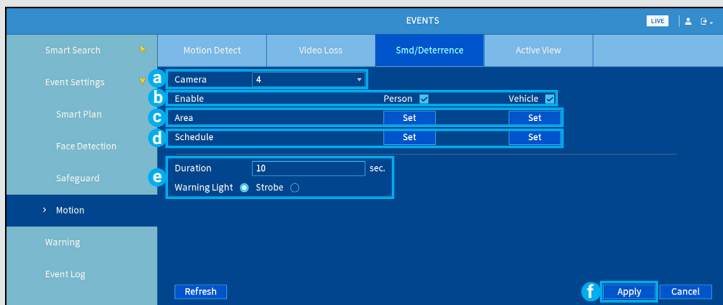 EVENTS LIVE
Smart Search
Motion Detect Video Loss Smd/Deterrence Active View
Event Settings
a Camera 4
b Enable Person Vehicle
Smart Plan
c Area Set Set
d Schedule Set Set
Face Detection
e Duration 10 sec.
Safeguard
Warning Light Strobe
> Motion
Warning
Event Log
Refresh f Apply Cancel